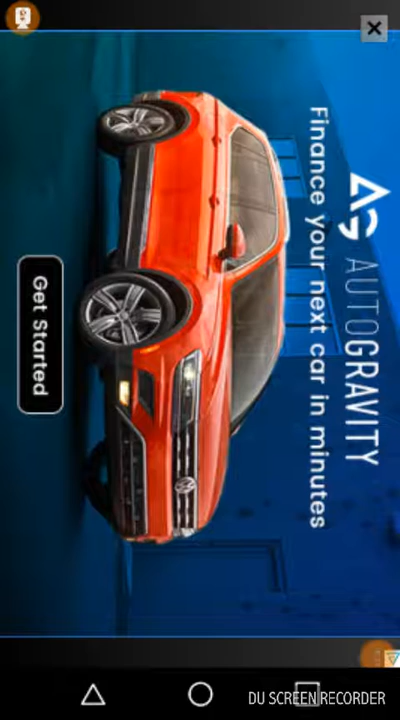 AUTOGRAVITY
Finance your next car in minutes
Get Started
DU SCREEN RECORDER